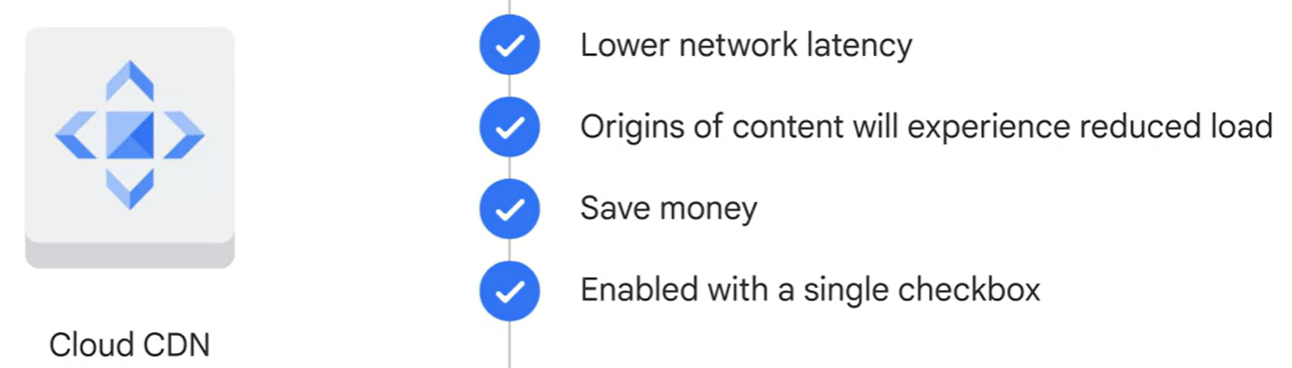 Lower network latency
Origins of content will experience reduced load
Save money
Enabled with a single checkbox
Cloud CDN